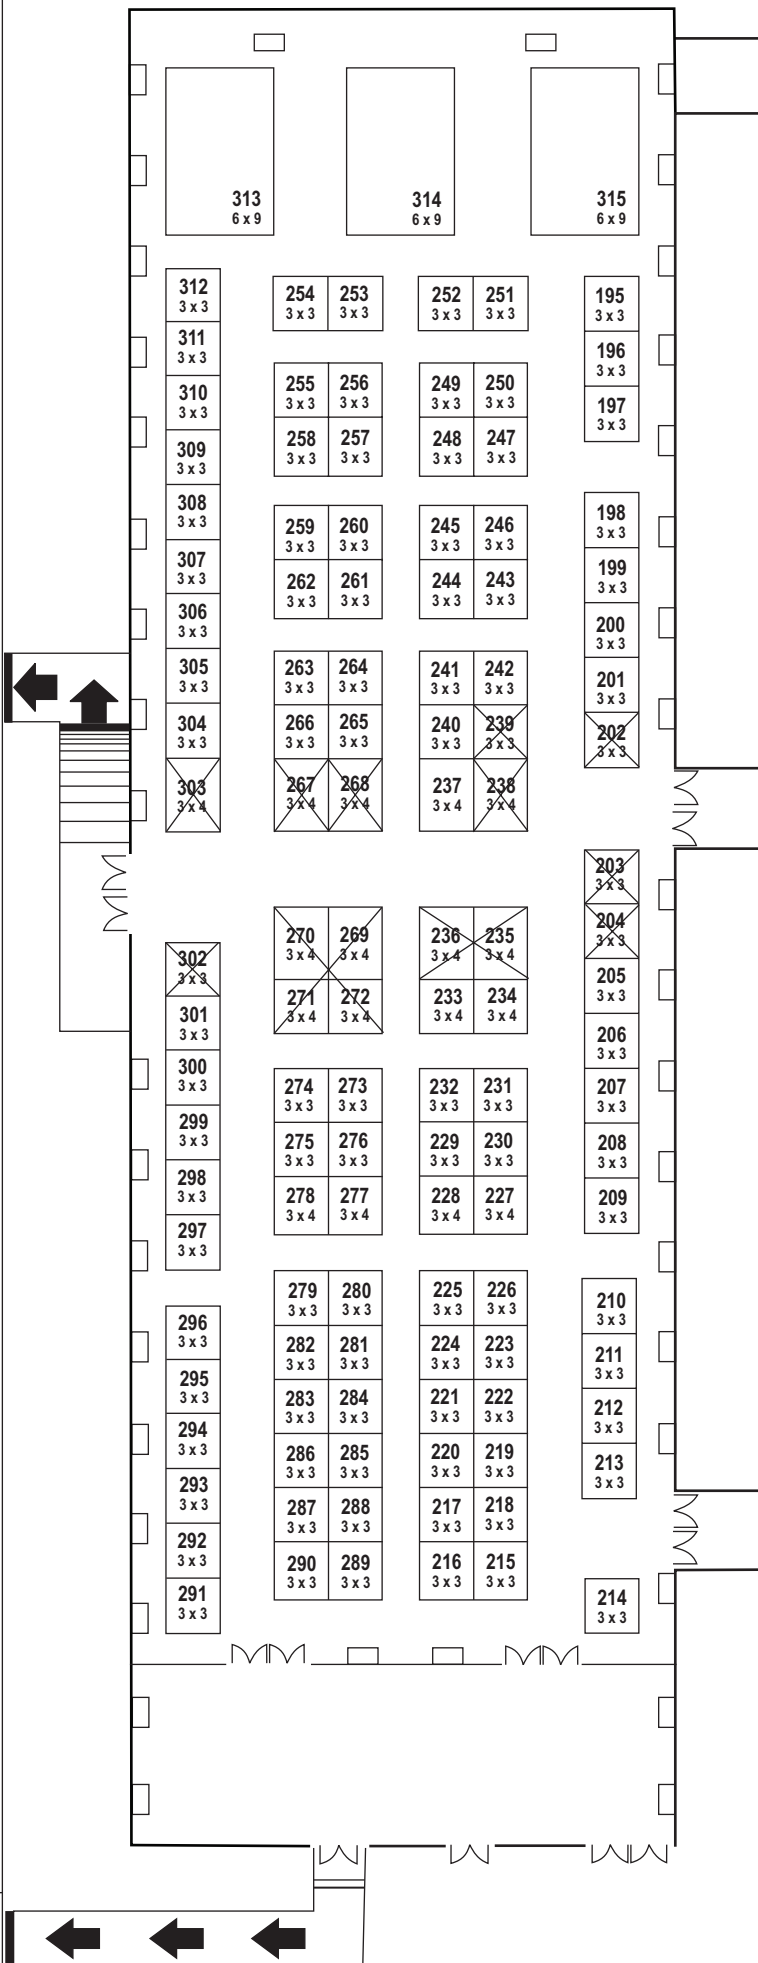 313
6 x 9
314
6 x 9
315
6 x 9
312
3 x 3
311
3 x 3
310
3 x 3
309
3 x 3
308
3 x 3
307
3 x 3
306
3 x 3
305
3 x 3
304
3 x 3
303
3 x 4
254
3 x 3
253
3 x 3
255
3 x 3
256
3 x 3
258
3 x 3
257
3 x 3
259
3 x 3
260
3 x 3
262
3 x 3
261
3 x 3
263
3 x 3
264
3 x 3
266
3 x 3
265
3 x 3
267
3 x 4
268
3 x 4
252
3 x 3
251
3 x 3
249
3 x 3
250
3 x 3
248
3 x 3
247
3 x 3
245
3 x 3
246
3 x 3
244
3 x 3
243
3 x 3
241
3 x 3
242
3 x 3
240
3 x 3
239
3 x 3
237
3 x 4
238
3 x 4
195
3 x 3
196
3 x 3
197
3 x 3
198
3 x 3
199
3 x 3
200
3 x 3
201
3 x 3
202
3 x 3
302
3 x 3
301
3 x 3
300
3 x 3
299
3 x 3
298
3 x 3
297
3 x 3
296
3 x 3
295
3 x 3
294
3 x 3
293
3 x 3
292
3 x 3
291
3 x 3
270
3 x 4
269
3 x 4
271
3 x 4
272
3 x 4
274
3 x 3
273
3 x 3
275
3 x 3
276
3 x 3
278
3 x 4
277
3 x 4
279
3 x 3
280
3 x 3
282
3 x 3
281
3 x 3
283
3 x 3
284
3 x 3
286
3 x 3
285
3 x 3
287
3 x 3
288
3 x 3
290
3 x 3
289
3 x 3
236
3 x 4
235
3 x 4
233
3 x 4
234
3 x 4
232
3 x 3
231
3 x 3
229
3 x 3
230
3 x 3
228
3 x 4
227
3 x 4
225
3 x 3
226
3 x 3
224
3 x 3
223
3 x 3
221
3 x 3
222
3 x 3
220
3 x 3
219
3 x 3
217
3 x 3
218
3 x 3
216
3 x 3
215
3 x 3
203
3 x 3
204
3 x 3
205
3 x 3
206
3 x 3
207
3 x 3
208
3 x 3
209
3 x 3
210
3 x 3
211
3 x 3
212
3 x 3
213
3 x 3
214
3 x 3